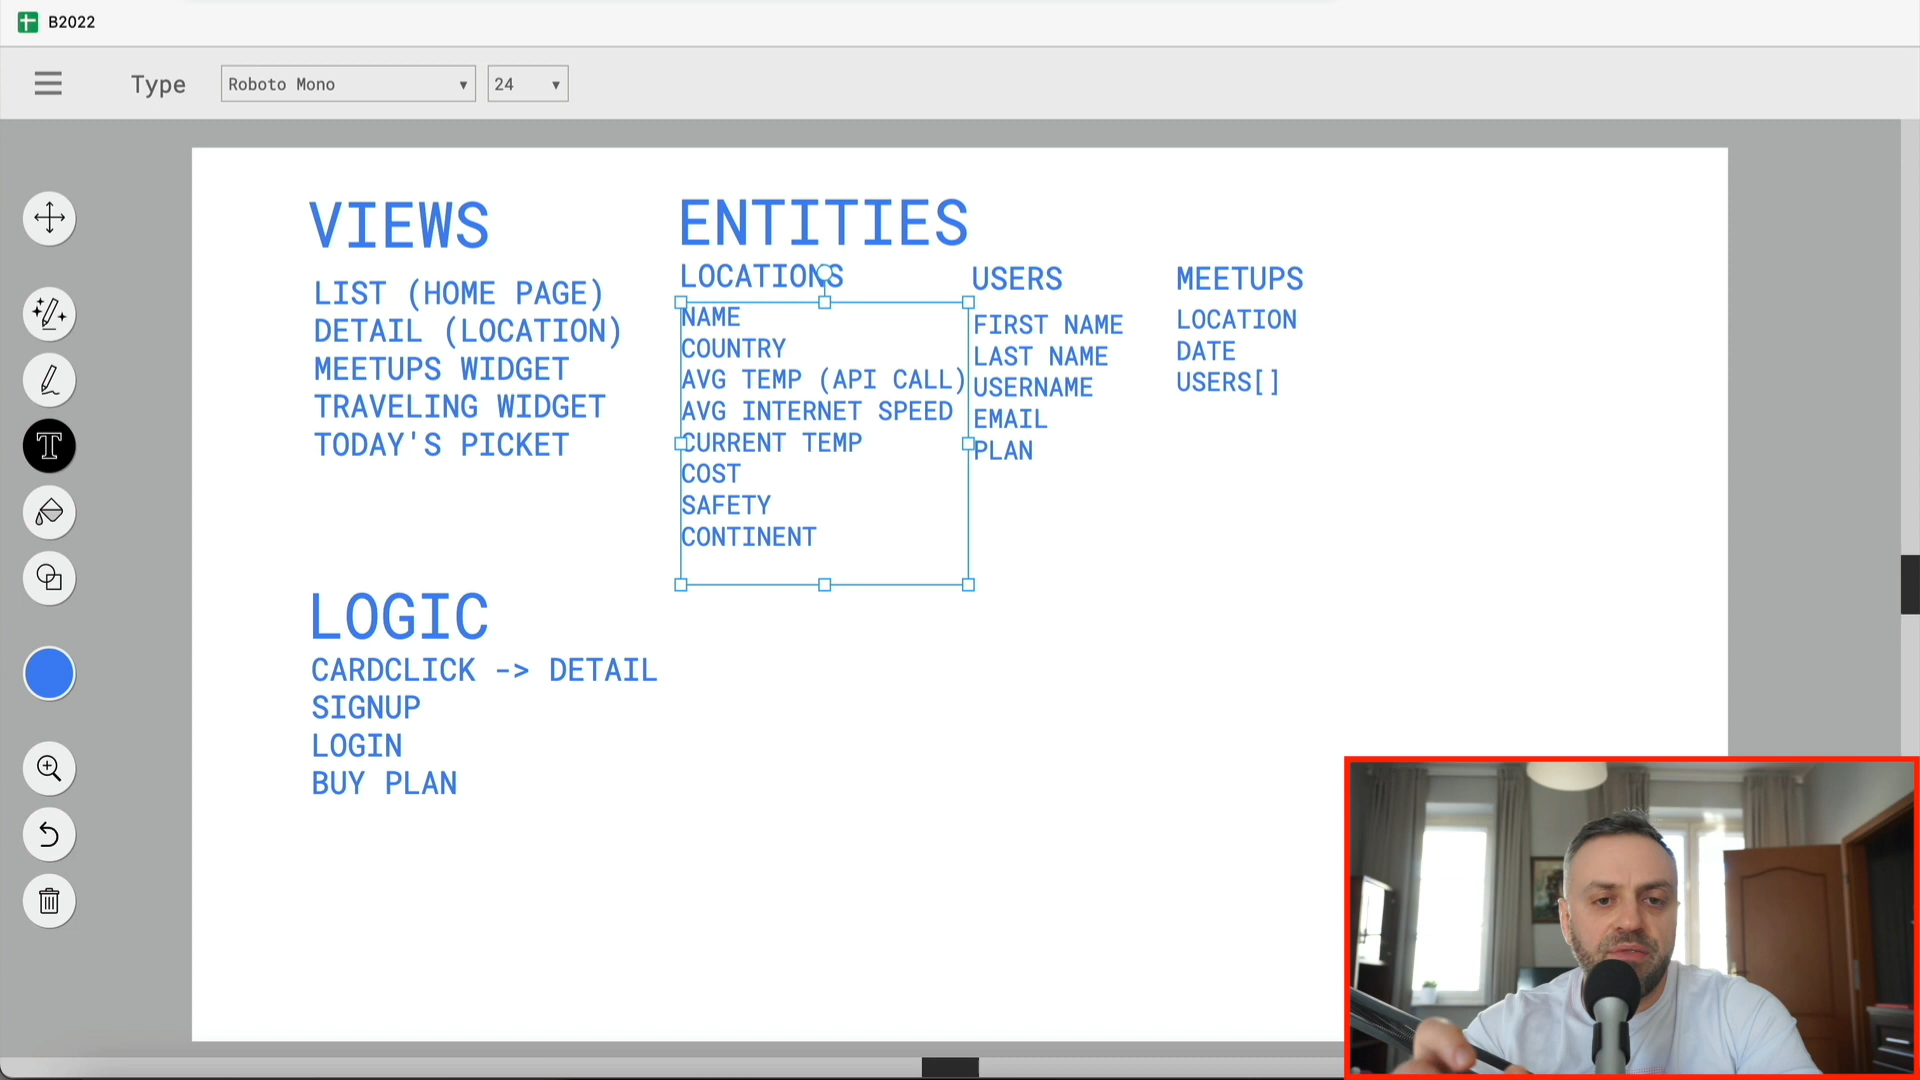 B2022
Type
Roboto Mono
24
VIEWS
LIST (HOME PAGE)
DETAIL (LOCATION)
MEETUPS WIDGET
TRAVELING WIDGET
TODAY'S PICKET
ENTITIES
LOCATIONS
NAME
COUNTRY
AVG TEMP (API CALL)
AVG INTERNET SPEED
CURRENT TEMP
COST
SAFETY
CONTINENT
USERS
FIRST NAME
LAST NAME
USERNAME
EMAIL
PLAN
MEETUPS
LOCATION
DATE
USERS[]
LOGIC
CARDCLICK -> DETAIL
SIGNUP
LOGIN
BUY PLAN